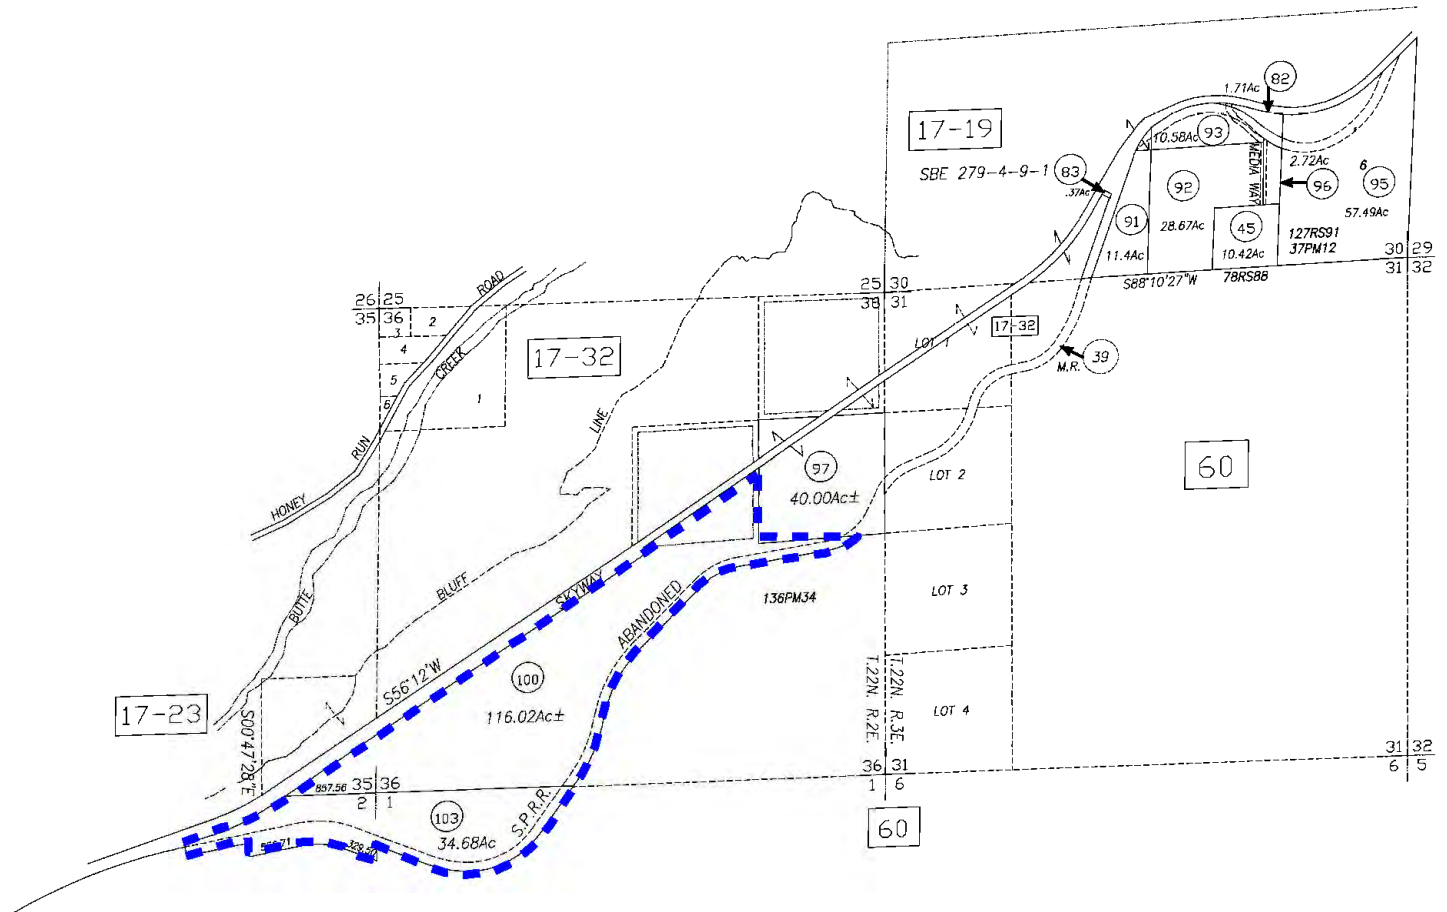 82
1.71Ac
17-19
10.58Ac
93
SBE 279-4-9-1
83
.37Ac
MEDIA WAY
2.72Ac
6
92
96
95
91
28.67Ac
45
57.49Ac
127RS91
37PM12
11.4Ac
10.42Ac
S88°10'27"W
78RS88
30 29
31 32
ROAD
26 25
35 36
25 30
36 31
2
3
4
5
6
1
17-32
CREEK
LOT 1
17-32
M.R.
39
LINE
RUN
HONEY
97
40.00Ac±
LOT 2
60
BUTTE
BLUFF
SKYWAY
ABANDONED
136PM34
LOT 3
S56°12'W
100
116.02Ac±
T.22N. R.2E.
T.22N. R.3E.
LOT 4
17-23
S00°47'28"E
857.56
35 36
2 1
36 31
1 6
31 32
6 5
S.P.R.R.
103
34.68Ac
60